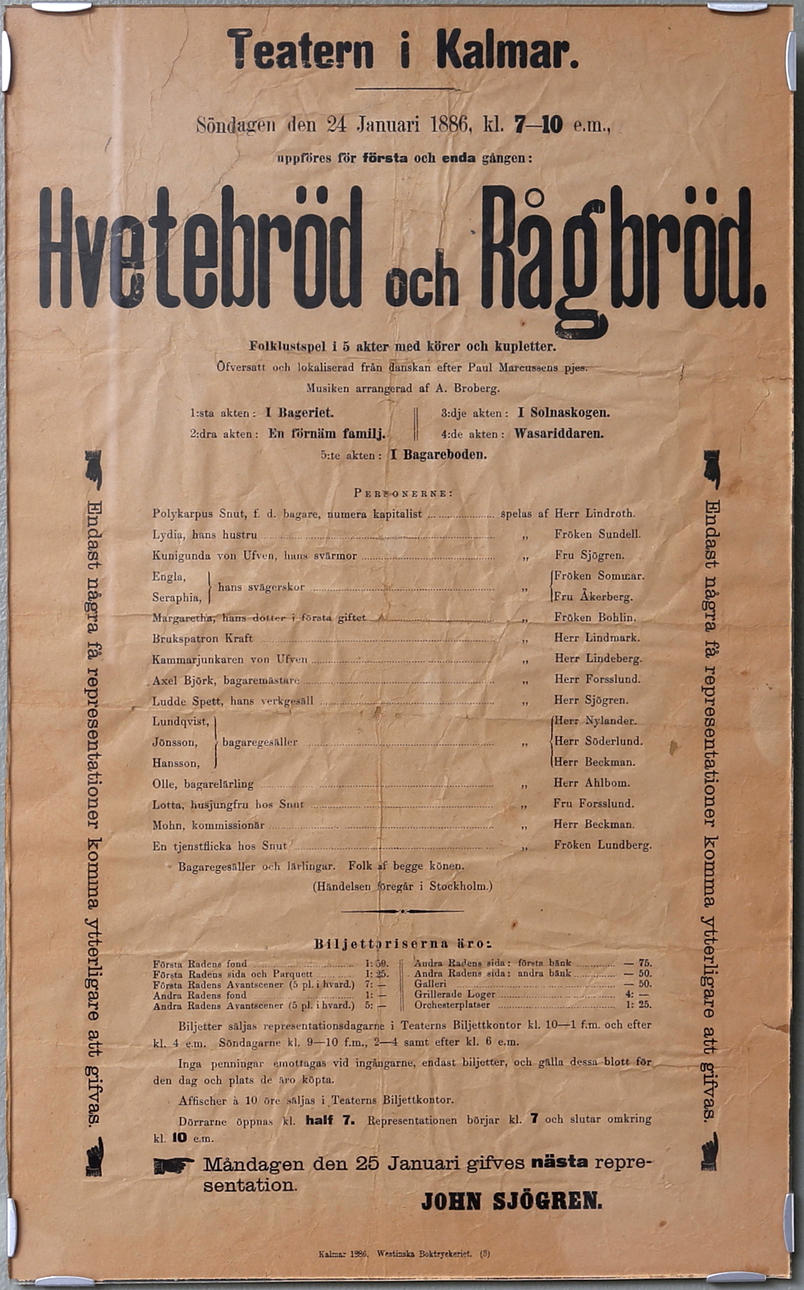 Teatern i Kalmar.
Söndagen den 24 Januari 1886, kl. 7—10 e.m.,
uppföres för första och enda gången:
Hvetebröd och Rågbröd.
Folklustspel i 5 akter med körer och kupletter.
Öfversatt och lokaliserad från danskan efter Paul Marcussens pjes.
Musiken arrangerad af A. Broberg.
1:sta akten: I Bageriet.
2:dra akten: En förnäm familj.
3:dje akten: I Solnaskogen.
4:de akten: Wasariddaren.
5:te akten: I Bagareboden.
Personerne:
Polykarpus Snut, f. d. bagare, numera kapitalist ........ spelas af Herr Lindroth.
Lydia, hans hustru ........ „ Fröken Sundell.
Kunigunda von Ufven, hans svärmor ........ „ Fru Sjögren.
Engla, } hans svägerskor ........ „ { Fröken Sommar.
Seraphia, } { Fru Åkerberg.
Margaretha, hans dotter i första giftet ........ „ Fröken Bohlin.
Brukspatron Kraft ........ „ Herr Lindmark.
Kammarjunkaren von Ufven ........ „ Herr Lindeberg.
Axel Björk, bagaremästare ........ „ Herr Forsslund.
Ludde Spett, hans verkgesäll ........ „ Herr Sjögren.
Lundqvist, } { Herr Nylander.
Jönsson, } bagaregesäller ........ „ { Herr Söderlund.
Hansson, } { Herr Beckman.
Olle, bagarelärling ........ „ Herr Ahlbom.
Lotta, husjungfru hos Snut ........ „ Fru Forsslund.
Mohn, kommissionär ........ „ Herr Beckman.
En tjenstflicka hos Snut ........ „ Fröken Lundberg.
Bagaregesäller och lärlingar. Folk af begge könen.
(Händelsen föregår i Stockholm.)
Endast några få representationer komma ytterligare att gifvas.
Endast några få representationer komma ytterligare att gifvas.
Biljettpriserna äro:
Första Radens fond ........ 1: 50.
Första Radens sida och Parquett ........ 1: 25.
Första Radens Avantscener (5 pl. i hvard.) 7: —
Andra Radens fond ........ 1: —
Andra Radens Avantscener (5 pl. i hvard.) 5: —
Andra Radens sida: första bänk ........ — 75.
Andra Radens sida: andra bänk ........ — 50.
Galleri ........ — 50.
Grillerade Loger ........ 4: —
Orchesterplatser ........ 1: 25.
Biljetter säljas representationsdagarne i Teaterns Biljettkontor kl. 10—1 f.m. och efter
kl. 4 e.m. Söndagarne kl. 9—10 f.m., 2—4 samt efter kl. 6 e.m.
Inga penningar emottagas vid ingångarne, endast biljetter, och gälla dessa blott för
den dag och plats de äro köpta.
Affischer à 10 öre säljas i Teaterns Biljettkontor.
Dörrarne öppnas kl. half 7. Representationen börjar kl. 7 och slutar omkring
kl. 10 e.m.
Måndagen den 25 Januari gifves nästa repre-
sentation.
JOHN SJÖGREN.
Kalmar 1886. Westinska Boktryckeriet. (3)